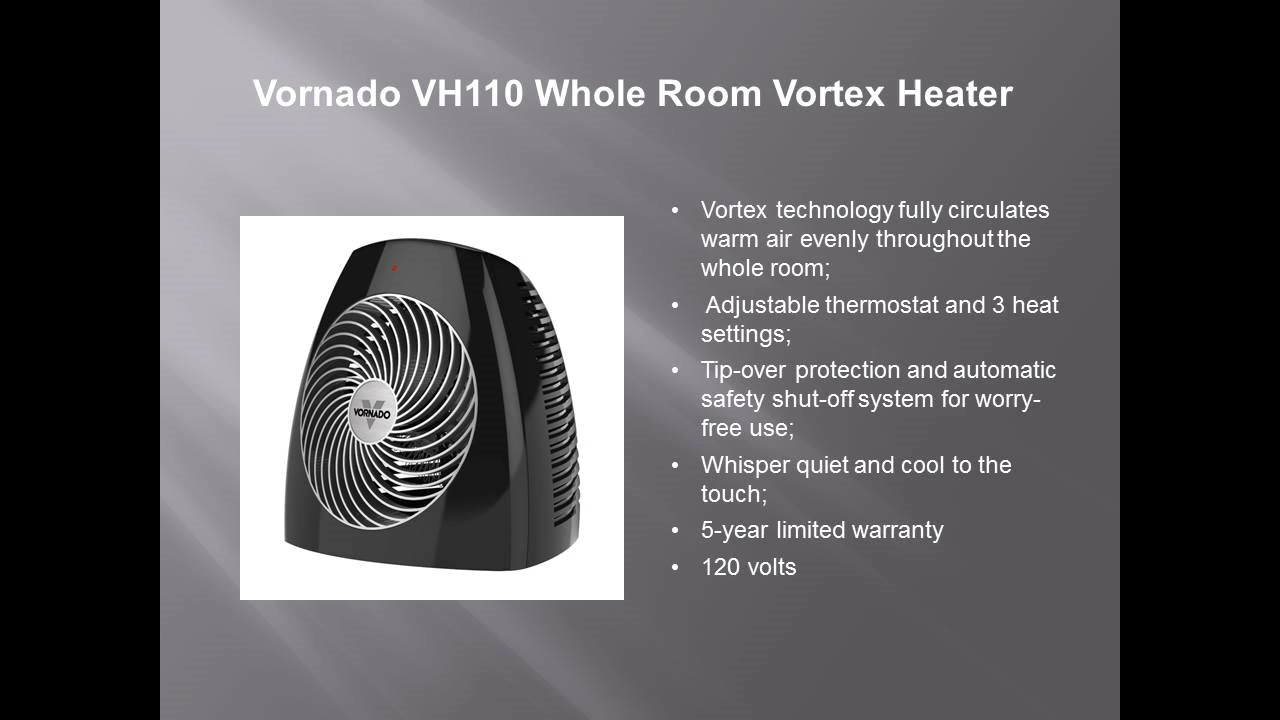 Vornado VH110 Whole Room Vortex Heater
VORNADO
• Vortex technology fully circulates
warm air evenly throughout the
whole room;
• Adjustable thermostat and 3 heat
settings;
• Tip-over protection and automatic
safety shut-off system for worry-
free use;
• Whisper quiet and cool to the
touch;
• 5-year limited warranty
• 120 volts